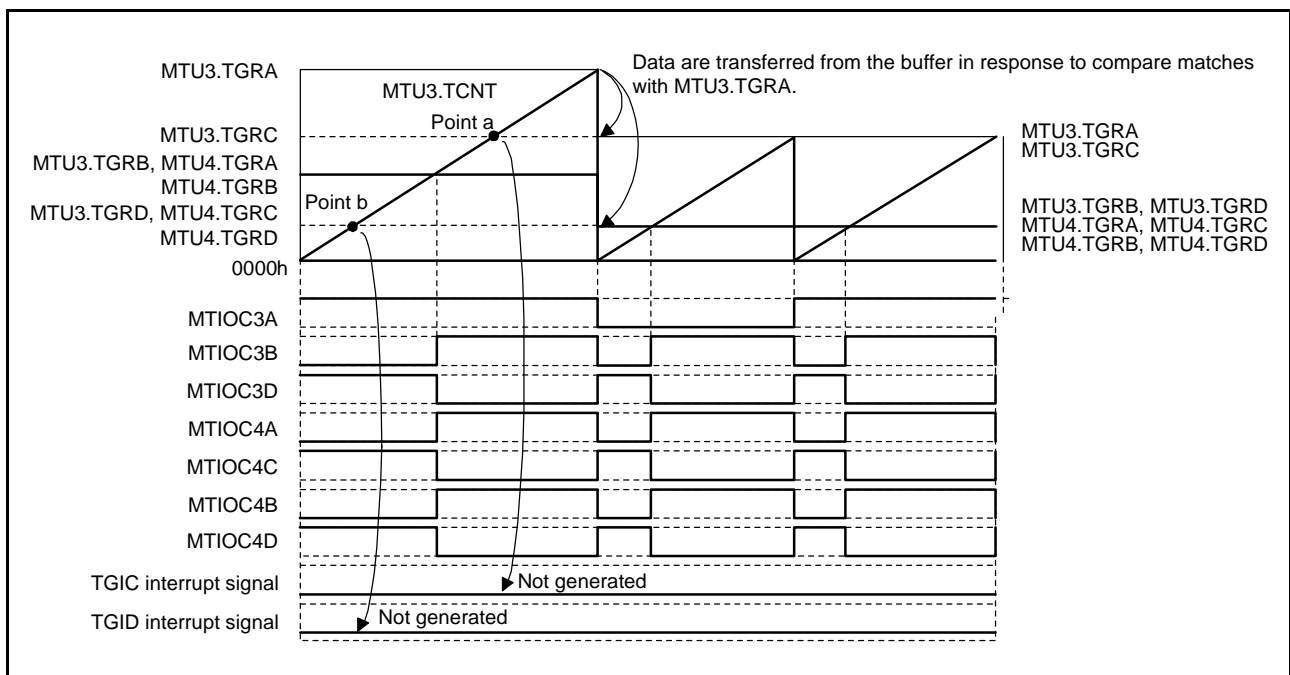 MTU3.TGRA
MTU3.TCNT
Data are transferred from the buffer in response to compare matches
with MTU3.TGRA.
MTU3.TGRC
Point a
MTU3.TGRA
MTU3.TGRC
MTU3.TGRB, MTU4.TGRA
MTU4.TGRB
Point b
MTU3.TGRD, MTU4.TGRC
MTU4.TGRD
MTU3.TGRB, MTU3.TGRD
MTU4.TGRA, MTU4.TGRC
MTU4.TGRB, MTU4.TGRD
0000h
MTIOC3A
MTIOC3B
MTIOC3D
MTIOC4A
MTIOC4C
MTIOC4B
MTIOC4D
TGIC interrupt signal
Not generated
TGID interrupt signal
Not generated